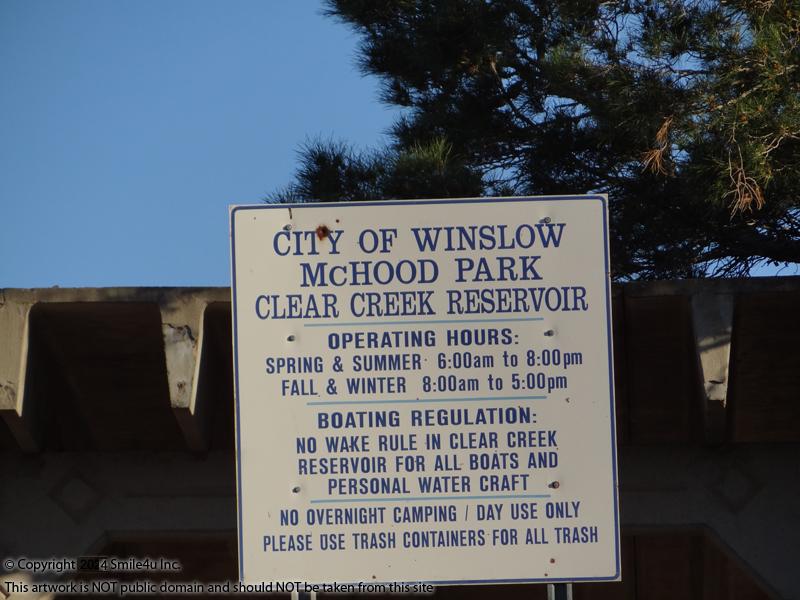 CITY OF WINSLOW
McHOOD PARK
CLEAR CREEK RESERVOIR
OPERATING HOURS:
SPRING & SUMMER 6:00am to 8:00pm
FALL & WINTER 8:00am to 5:00pm
BOATING REGULATION:
NO WAKE RULE IN CLEAR CREEK
RESERVOIR FOR ALL BOATS AND
PERSONAL WATER CRAFT
NO OVERNIGHT CAMPING / DAY USE ONLY
PLEASE USE TRASH CONTAINERS FOR ALL TRASH
© Copyright 2024 Smile4u Inc.
This artwork is NOT public domain and should NOT be taken from this site